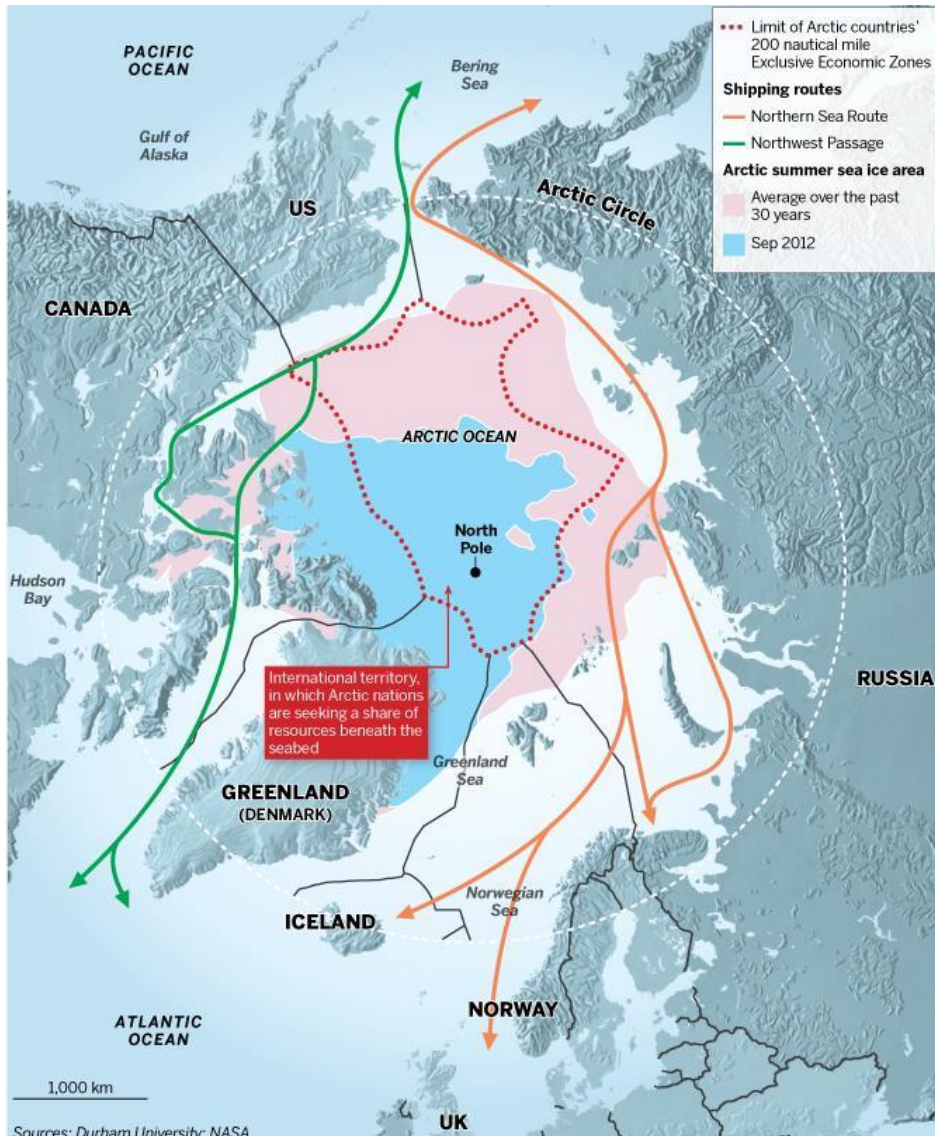 PACIFIC
OCEAN
Bering
Sea
Gulf of
Alaska
US
Arctic Circle
CANADA
Limit of Arctic countries'
200 nautical mile
Exclusive Economic Zones
Shipping routes
Northern Sea Route
Northwest Passage
Arctic summer sea ice area
Average over the past
30 years
Sep 2012
ARCTIC OCEAN
North
Pole
Hudson
Bay
International territory,
in which Arctic nations
are seeking a share of
resources beneath the
seabed
RUSSIA
Greenland
Sea
GREENLAND
(DENMARK)
Norwegian
Sea
ICELAND
NORWAY
ATLANTIC
OCEAN
1,000 km
UK
Sources: Durham University; NASA